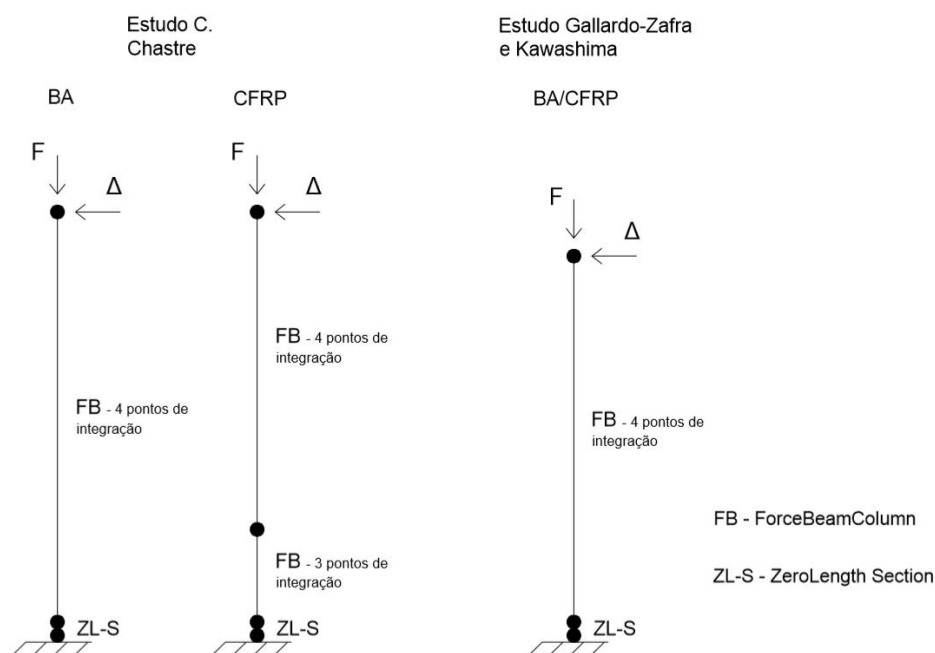 Estudo C.
Chastre
Estudo Gallardo-Zafra
e Kawashima
BA
CFRP
BA/CFRP
F
Δ
F
Δ
F
Δ
FB - 4 pontos de
integração
FB - 4 pontos de
integração
FB - 4 pontos de
integração
FB - 3 pontos de
integração
FB - ForceBeamColumn
ZL-S - ZeroLength Section
ZL-S
ZL-S
ZL-S